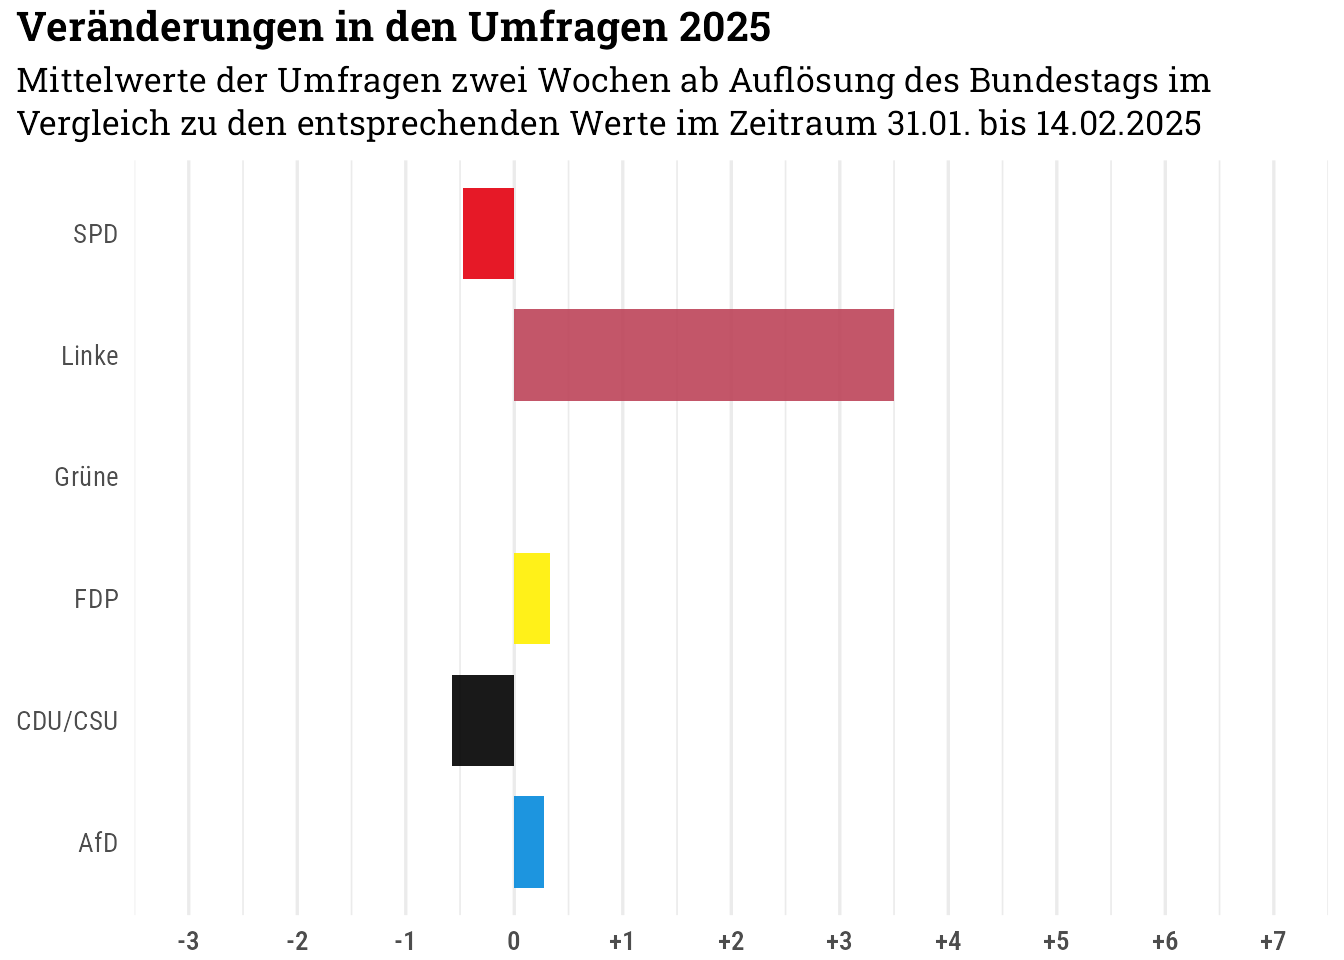 Veränderungen in den Umfragen 2025
Mittelwerte der Umfragen zwei Wochen ab Auflösung des Bundestags im
Vergleich zu den entsprechenden Werte im Zeitraum 31.01. bis 14.02.2025
SPD
Linke
Grüne
FDP
CDU/CSU
AfD
-3 -2 -1 0 +1 +2 +3 +4 +5 +6 +7